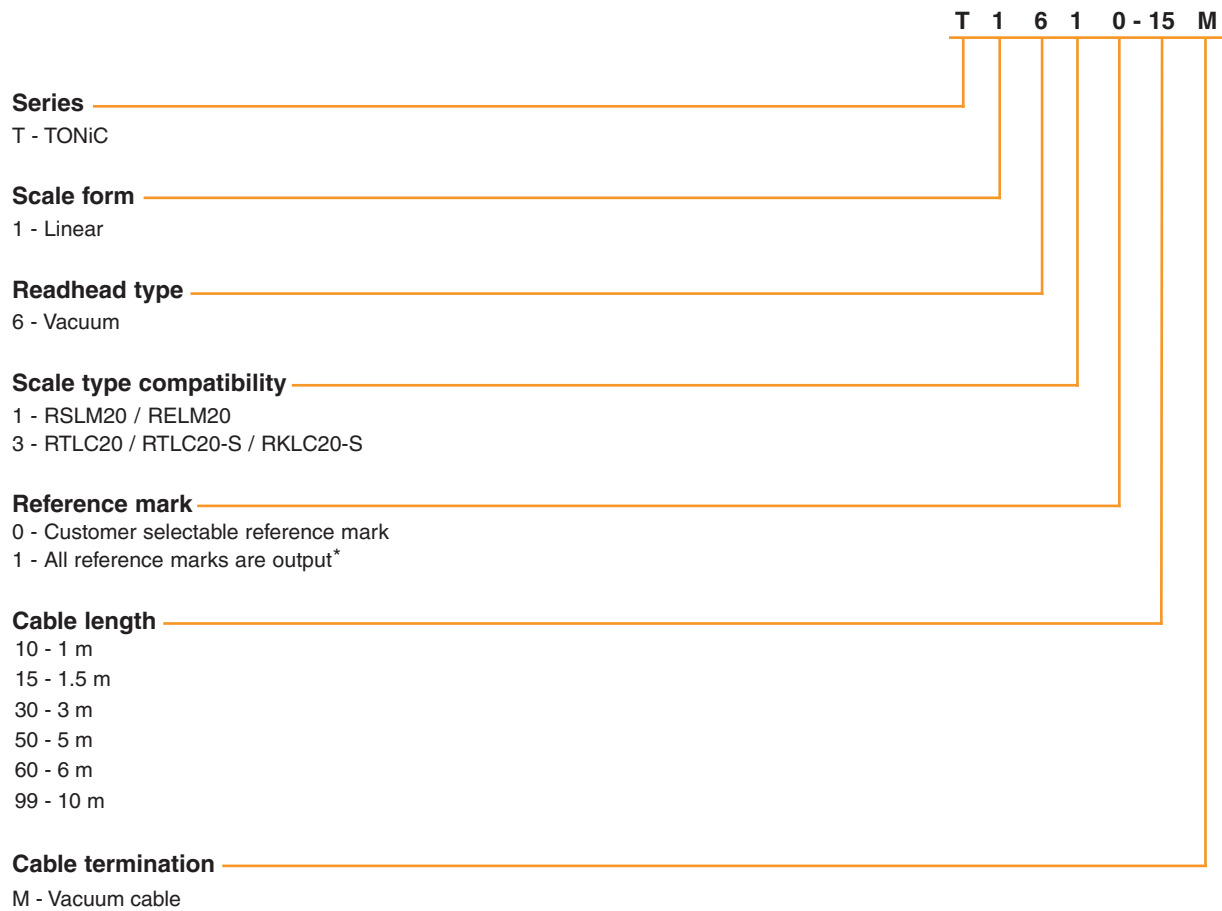 T 1 6 1 0 - 15 M
Series
T - TONiC
Scale form
1 - Linear
Readhead type
6 - Vacuum
Scale type compatibility
1 - RSLM20 / RELM20
3 - RTLC20 / RTLC20-S / RKLC20-S
Reference mark
0 - Customer selectable reference mark
1 - All reference marks are output*
Cable length
10 - 1 m
15 - 1.5 m
30 - 3 m
50 - 5 m
60 - 6 m
99 - 10 m
Cable termination
M - Vacuum cable